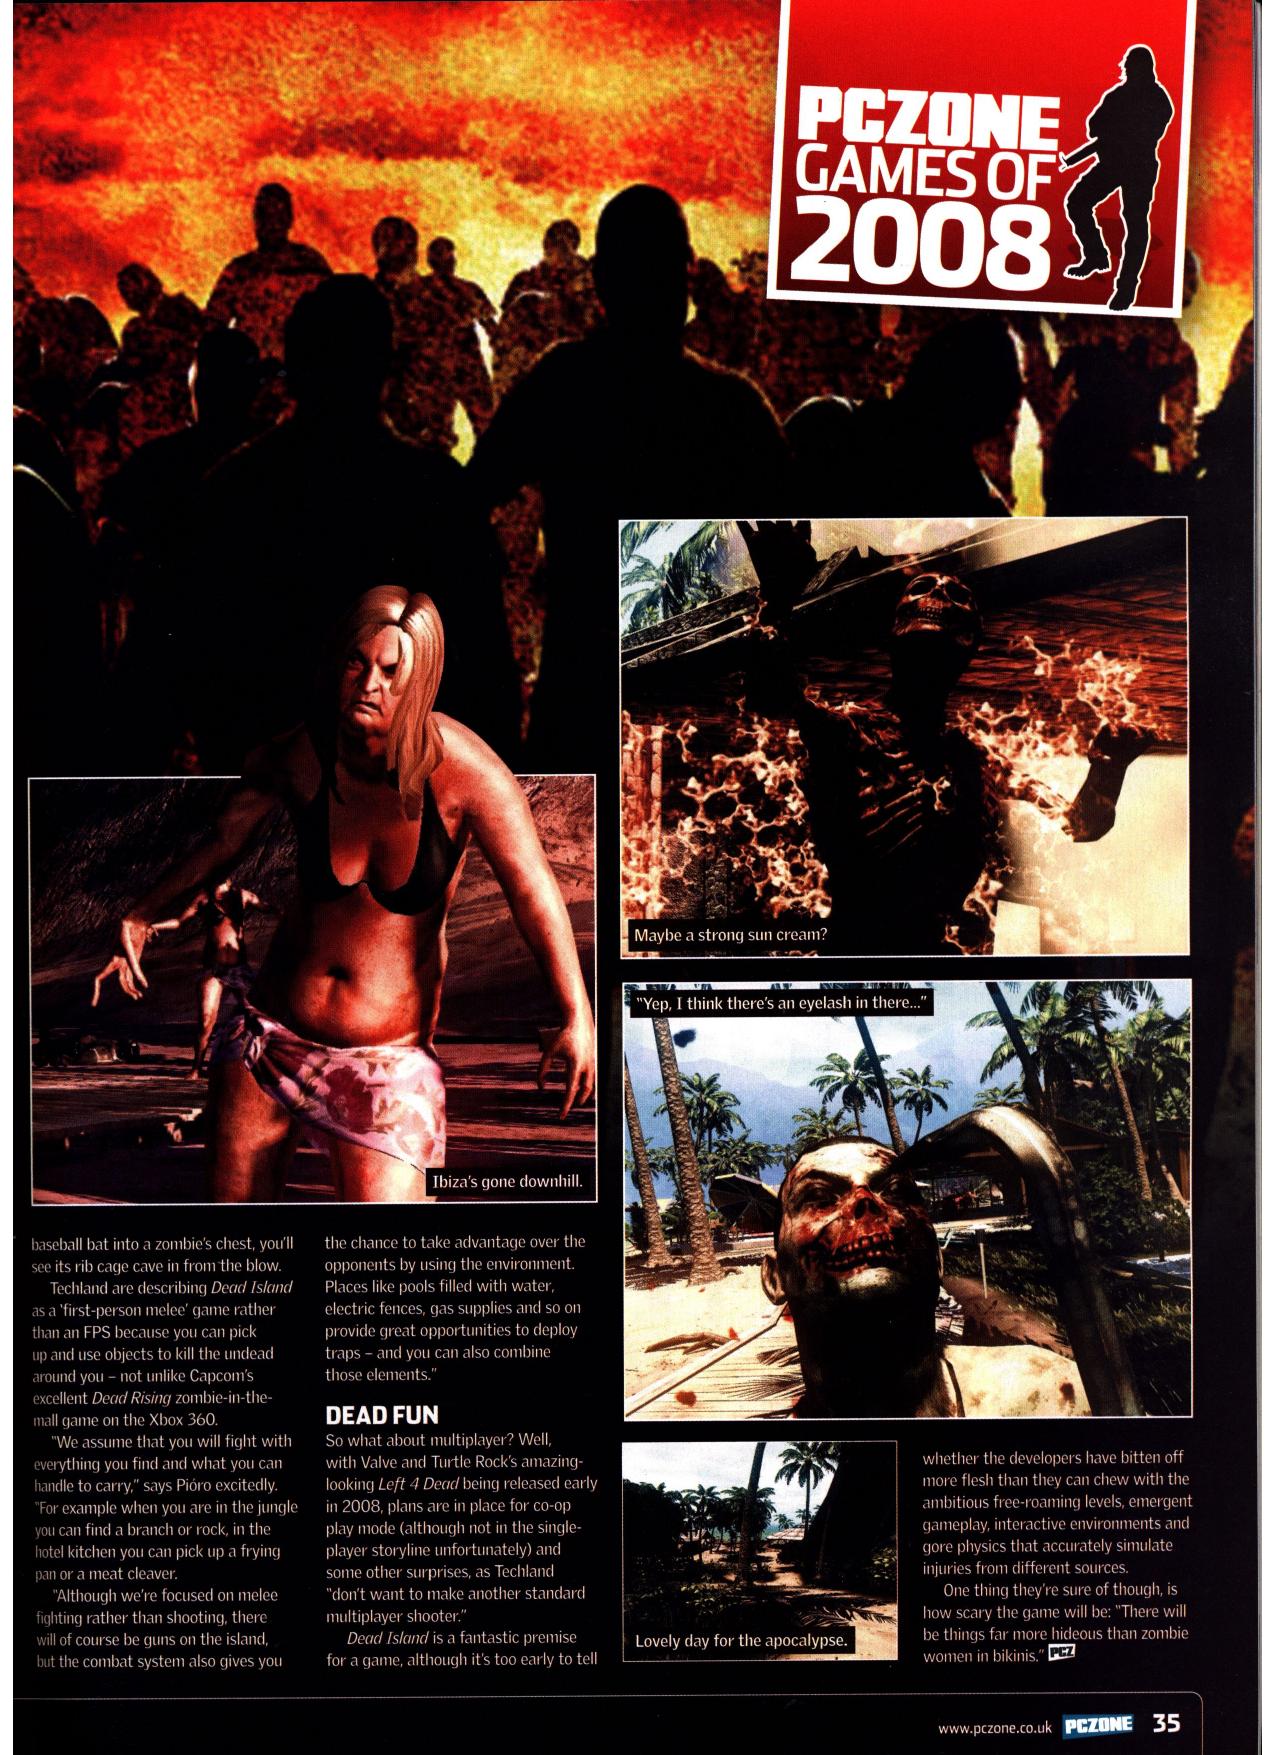 PCZONE
GAMES OF
2008
Maybe a strong sun cream?
"Yep, I think there's an eyelash in there..."
Ibiza's gone downhill.
baseball bat into a zombie's chest, you'll
see its rib cage cave in from the blow.
Techland are describing Dead Island
as a 'first-person melee' game rather
than an FPS because you can pick
up and use objects to kill the undead
around you – not unlike Capcom's
excellent Dead Rising zombie-in-the-
mall game on the Xbox 360.
"We assume that you will fight with
everything you find and what you can
handle to carry," says Pióro excitedly.
"For example when you are in the jungle
you can find a branch or rock, in the
hotel kitchen you can pick up a frying
pan or a meat cleaver.
"Although we're focused on melee
fighting rather than shooting, there
will of course be guns on the island,
but the combat system also gives you
the chance to take advantage over the
opponents by using the environment.
Places like pools filled with water,
electric fences, gas supplies and so on
provide great opportunities to deploy
traps – and you can also combine
those elements."
DEAD FUN
So what about multiplayer? Well,
with Valve and Turtle Rock's amazing-
looking Left 4 Dead being released early
in 2008, plans are in place for co-op
play mode (although not in the single-
player storyline unfortunately) and
some other surprises, as Techland
"don't want to make another standard
multiplayer shooter."
Dead Island is a fantastic premise
for a game, although it's too early to tell
Lovely day for the apocalypse.
whether the developers have bitten off
more flesh than they can chew with the
ambitious free-roaming levels, emergent
gameplay, interactive environments and
gore physics that accurately simulate
injuries from different sources.
One thing they're sure of though, is
how scary the game will be: "There will
be things far more hideous than zombie
women in bikinis." PCZ
www.pczone.co.uk PCZONE 35